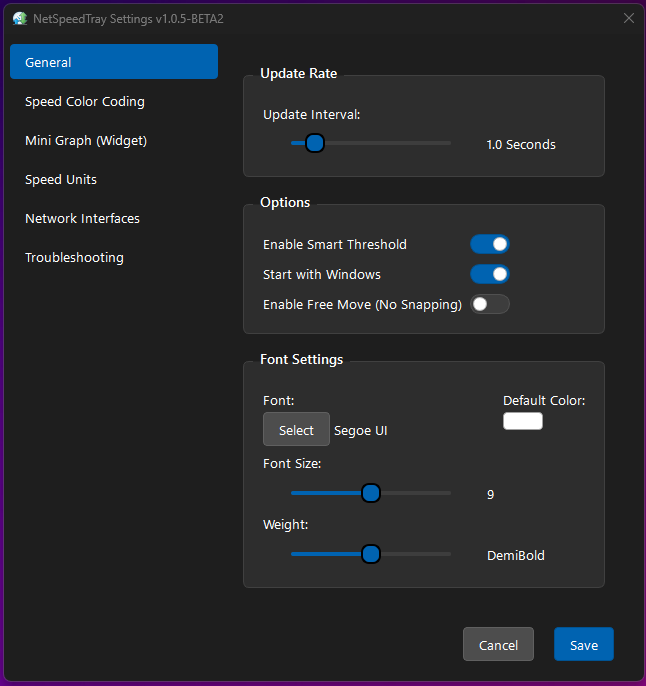 NetSpeedTray Settings v1.0.5-BETA2
General
Speed Color Coding
Mini Graph (Widget)
Speed Units
Network Interfaces
Troubleshooting
Update Rate
Update Interval:
1.0 Seconds
Options
Enable Smart Threshold
Start with Windows
Enable Free Move (No Snapping)
Font Settings
Font:
Default Color:
Select
Segoe UI
Font Size:
9
Weight:
DemiBold
Cancel
Save